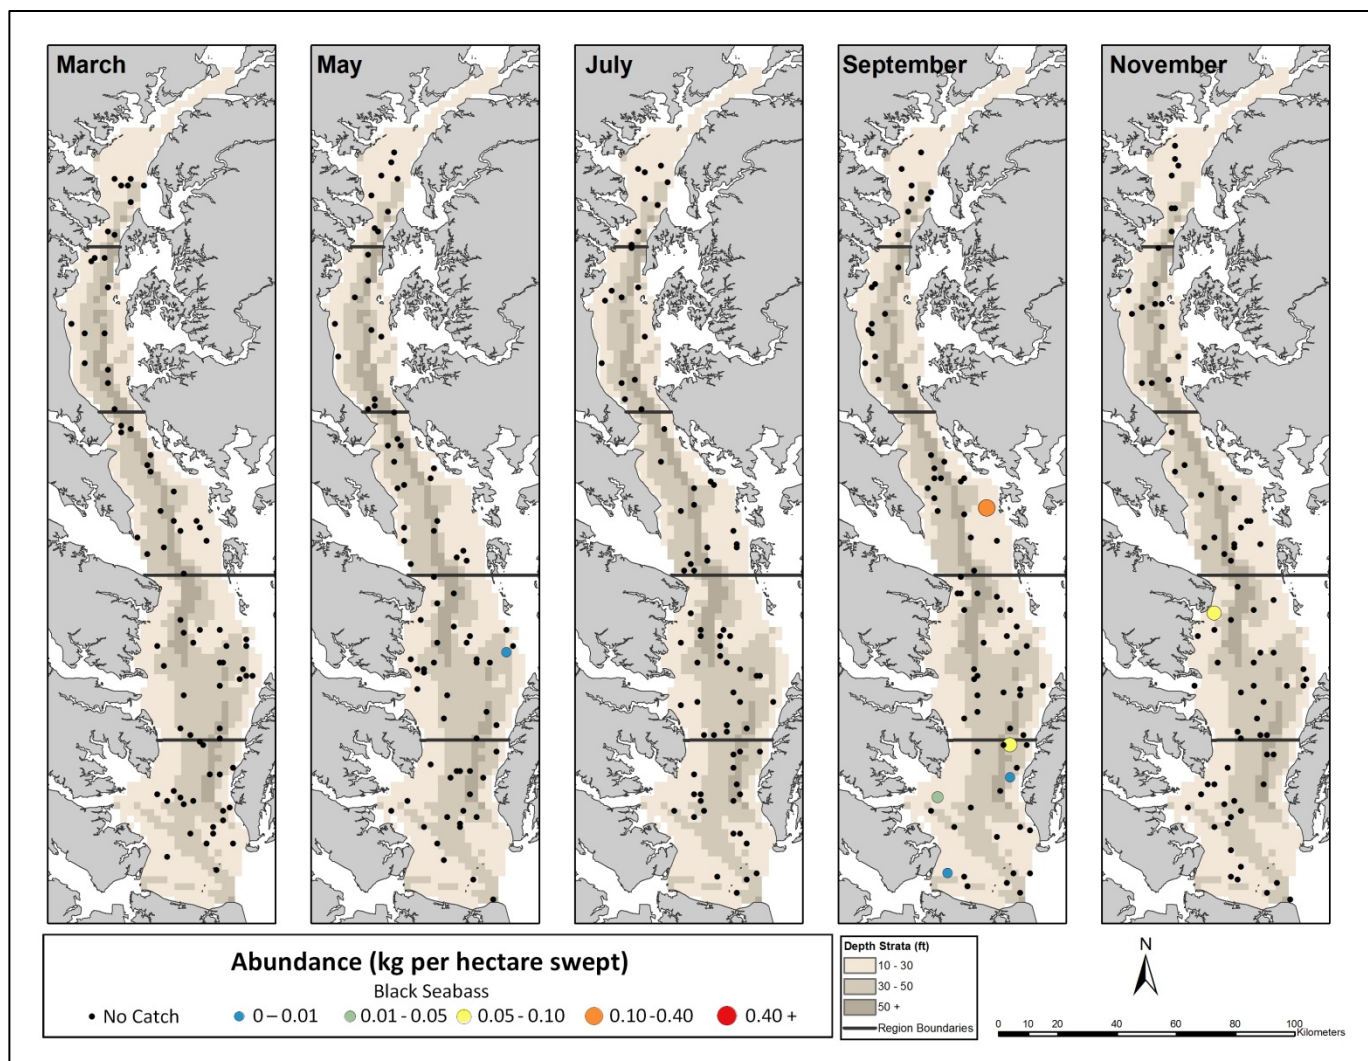 March
May
July
September
November
Abundance (kg per hectare swept)
Black Seabass
No Catch
0 – 0.01
0.01 - 0.05
0.05 - 0.10
0.10 -0.40
0.40 +
Depth Strata (ft)
10 - 30
30 - 50
50 +
Region Boundaries
N
0 10 20 40 60 80 100
Kilometers